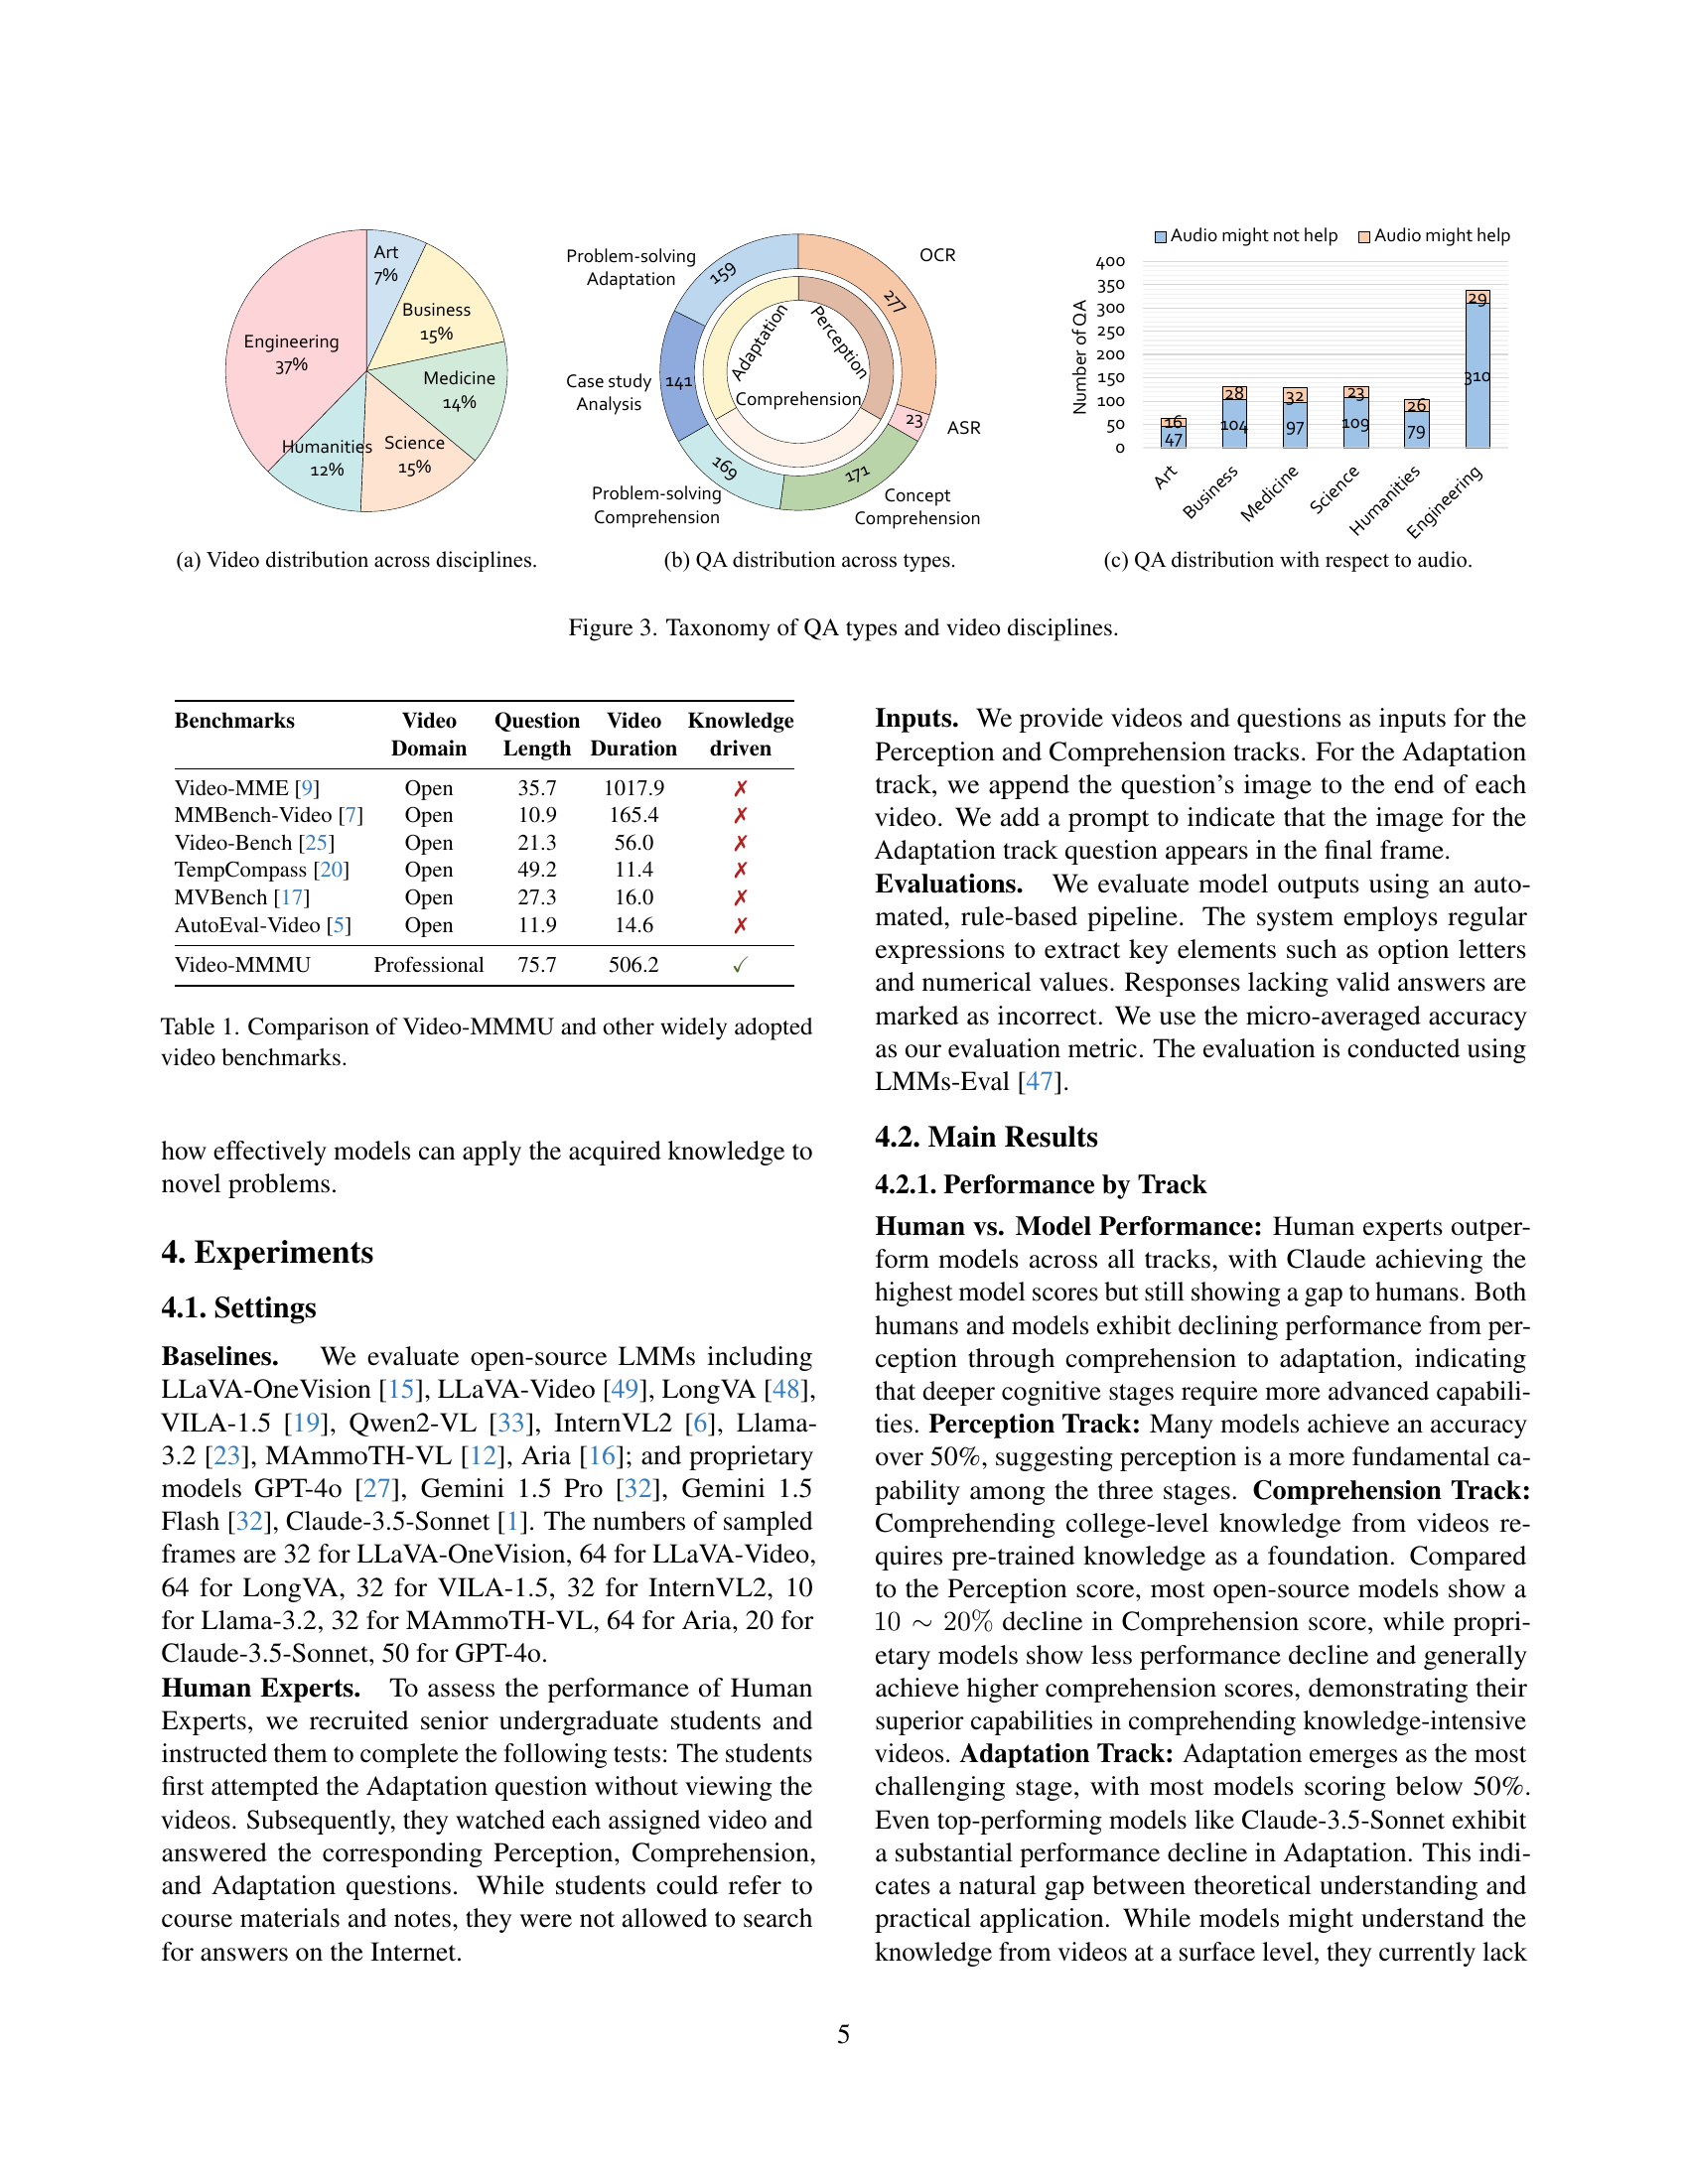 Art
7%
Business
15%
Medicine
14%
Science
15%
Humanities
12%
Engineering
37%
(a) Video distribution across disciplines.
Problem-solving
Adaptation
159
OCR
277
Case study
Analysis
141
Adaptation
Perception
Comprehension
23
ASR
169
171
Problem-solving
Comprehension
Concept
Comprehension
(b) QA distribution across types.
Audio might not help
Audio might help
Number of QA
400
350
300
250
200
150
100
50
0
16
47
28
104
32
97
23
109
26
79
29
310
Art
Business
Medicine
Science
Humanities
Engineering
(c) QA distribution with respect to audio.
Figure 3. Taxonomy of QA types and video disciplines.
Benchmarks Video Question Video Knowledge
Domain Length Duration driven
Video-MME [9] Open 35.7 1017.9 ✗
MMBench-Video [7] Open 10.9 165.4 ✗
Video-Bench [25] Open 21.3 56.0 ✗
TempCompass [20] Open 49.2 11.4 ✗
MVBench [17] Open 27.3 16.0 ✗
AutoEval-Video [5] Open 11.9 14.6 ✗
Video-MMMU Professional 75.7 506.2 ✓
Table 1. Comparison of Video-MMMU and other widely adopted
video benchmarks.
how effectively models can apply the acquired knowledge to
novel problems.
4. Experiments
4.1. Settings
Baselines. We evaluate open-source LMMs including
LLaVA-OneVision [15], LLaVA-Video [49], LongVA [48],
VILA-1.5 [19], Qwen2-VL [33], InternVL2 [6], Llama-
3.2 [23], MAmmoTH-VL [12], Aria [16]; and proprietary
models GPT-4o [27], Gemini 1.5 Pro [32], Gemini 1.5
Flash [32], Claude-3.5-Sonnet [1]. The numbers of sampled
frames are 32 for LLaVA-OneVision, 64 for LLaVA-Video,
64 for LongVA, 32 for VILA-1.5, 32 for InternVL2, 10
for Llama-3.2, 32 for MAmmoTH-VL, 64 for Aria, 20 for
Claude-3.5-Sonnet, 50 for GPT-4o.
Human Experts. To assess the performance of Human
Experts, we recruited senior undergraduate students and
instructed them to complete the following tests: The students
first attempted the Adaptation question without viewing the
videos. Subsequently, they watched each assigned video and
answered the corresponding Perception, Comprehension,
and Adaptation questions. While students could refer to
course materials and notes, they were not allowed to search
for answers on the Internet.
Inputs. We provide videos and questions as inputs for the
Perception and Comprehension tracks. For the Adaptation
track, we append the question's image to the end of each
video. We add a prompt to indicate that the image for the
Adaptation track question appears in the final frame.
Evaluations. We evaluate model outputs using an auto-
mated, rule-based pipeline. The system employs regular
expressions to extract key elements such as option letters
and numerical values. Responses lacking valid answers are
marked as incorrect. We use the micro-averaged accuracy
as our evaluation metric. The evaluation is conducted using
LMMs-Eval [47].
4.2. Main Results
4.2.1. Performance by Track
Human vs. Model Performance: Human experts outper-
form models across all tracks, with Claude achieving the
highest model scores but still showing a gap to humans. Both
humans and models exhibit declining performance from per-
ception through comprehension to adaptation, indicating
that deeper cognitive stages require more advanced capabili-
ties. Perception Track: Many models achieve an accuracy
over 50%, suggesting perception is a more fundamental ca-
pability among the three stages. Comprehension Track:
Comprehending college-level knowledge from videos re-
quires pre-trained knowledge as a foundation. Compared
to the Perception score, most open-source models show a
10 ∼ 20% decline in Comprehension score, while propri-
etary models show less performance decline and generally
achieve higher comprehension scores, demonstrating their
superior capabilities in comprehending knowledge-intensive
videos. Adaptation Track: Adaptation emerges as the most
challenging stage, with most models scoring below 50%.
Even top-performing models like Claude-3.5-Sonnet exhibit
a substantial performance decline in Adaptation. This indi-
cates a natural gap between theoretical understanding and
practical application. While models might understand the
knowledge from videos at a surface level, they currently lack
5